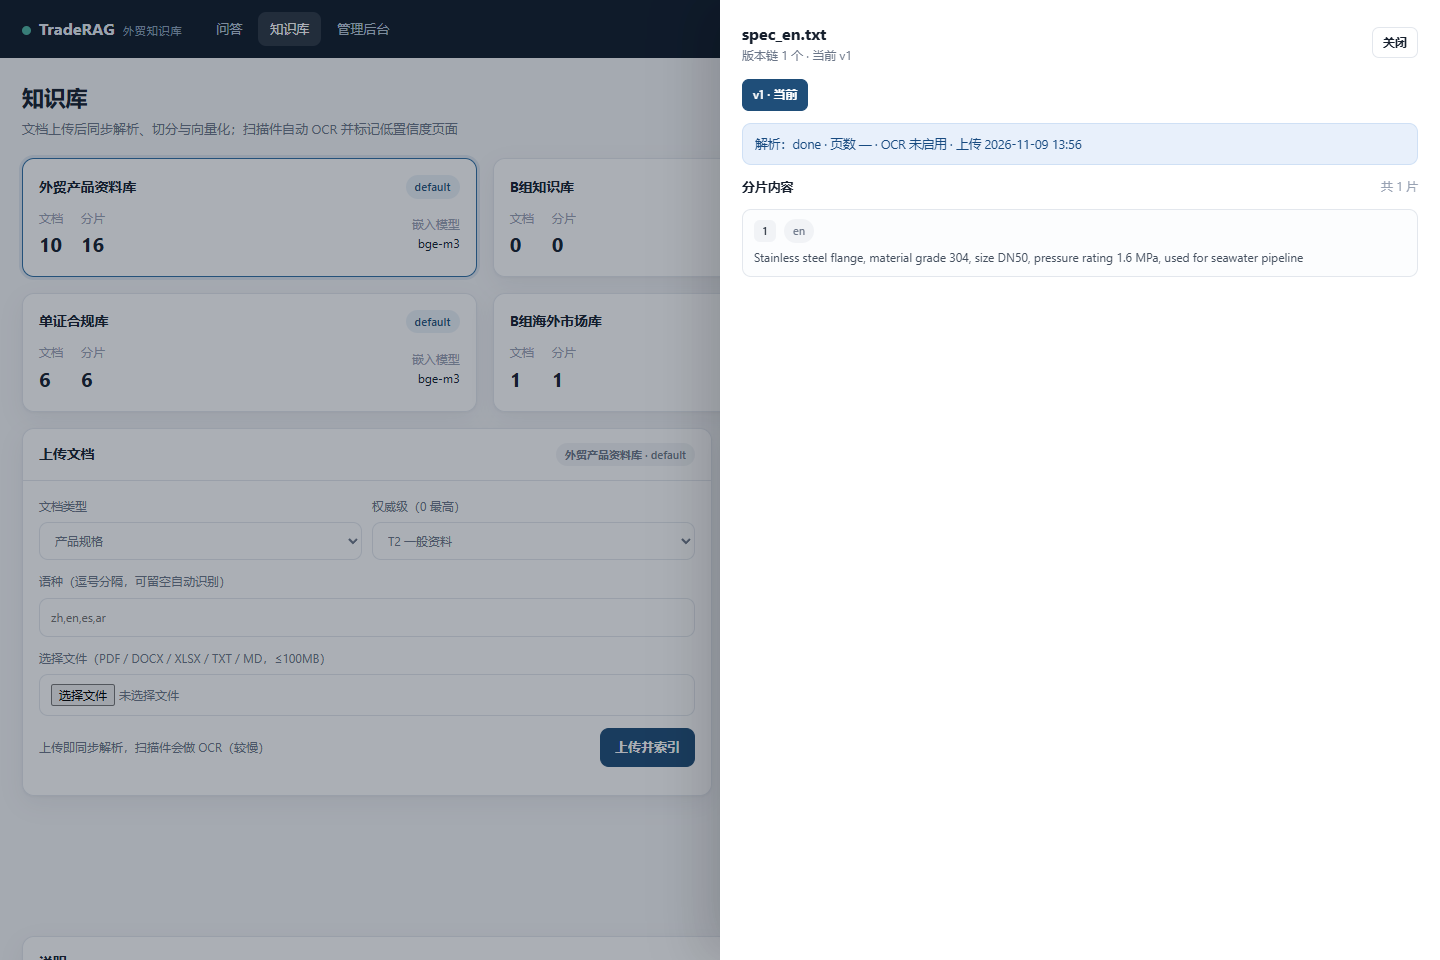 TradeRAG 外贸知识库 问答 知识库 管理后台
知识库
文档上传后同步解析、切分与向量化；扫描件自动 OCR 并标记低置信度页面
外贸产品资料库 default
文档 分片 嵌入模型
10 16 bge-m3
B组知识库
文档 分片
0 0
单证合规库 default
文档 分片 嵌入模型
6 6 bge-m3
B组海外市场库
文档 分片
1 1
上传文档 外贸产品资料库 · default
文档类型 权威级（0 最高）
产品规格 T2 一般资料
语种（逗号分隔，可留空自动识别）
zh,en,es,ar
选择文件（PDF / DOCX / XLSX / TXT / MD，≤100MB）
选择文件 未选择文件
上传即同步解析，扫描件会做 OCR（较慢） 上传并索引
spec_en.txt
版本链 1 个 · 当前 v1
关闭
v1 · 当前
解析：done · 页数 — · OCR 未启用 · 上传 2026-11-09 13:56
分片内容 共 1 片
1 en
Stainless steel flange, material grade 304, size DN50, pressure rating 1.6 MPa, used for seawater pipeline